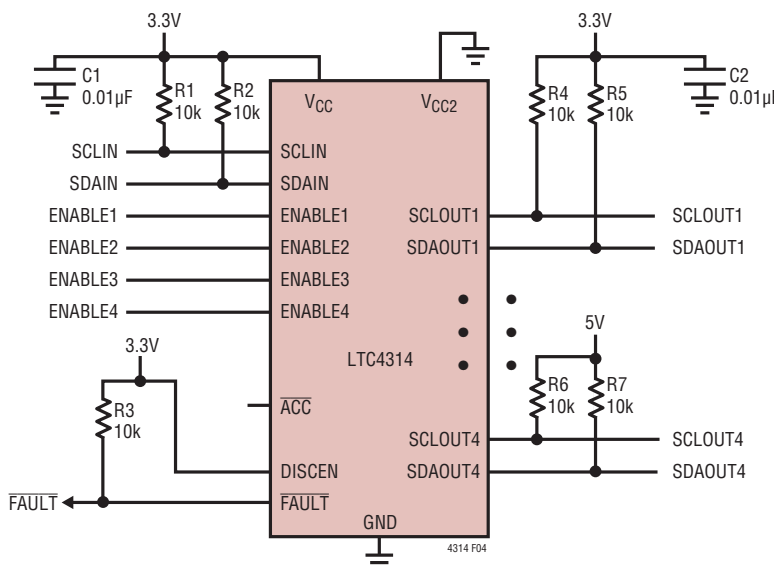 3.3V
3.3V
C1
0.01µF
R1
10k
R2
10k
VCC
VCC2
R4
10k
R5
10k
C2
0.01µF
SCLIN
SCLIN
SDAIN
SDAIN
ENABLE1
ENABLE1
SCLOUT1
SCLOUT1
ENABLE2
ENABLE2
SDAOUT1
SDAOUT1
ENABLE3
ENABLE3
ENABLE4
ENABLE4
3.3V
LTC4314
5V
R3
10k
ACC
R6
10k
R7
10k
SCLOUT4
SCLOUT4
DISCEN
SDAOUT4
SDAOUT4
FAULT
FAULT
GND
4314 F04